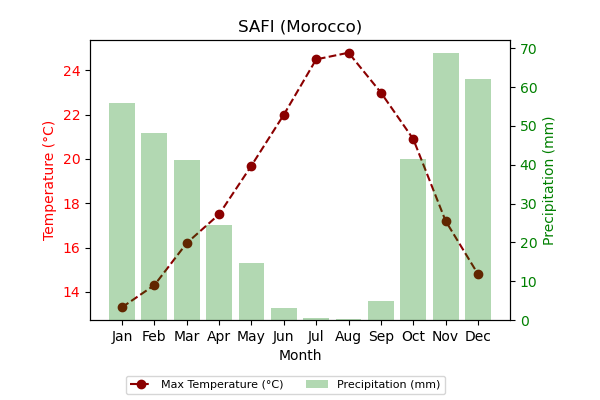 SAFI (Morocco)
Temperature (°C)
24
22
20
18
16
14
70
60
50
40
30
20
10
0
Precipitation (mm)
Jan Feb Mar Apr May Jun Jul Aug Sep Oct Nov Dec
Month
Max Temperature (°C) Precipitation (mm)